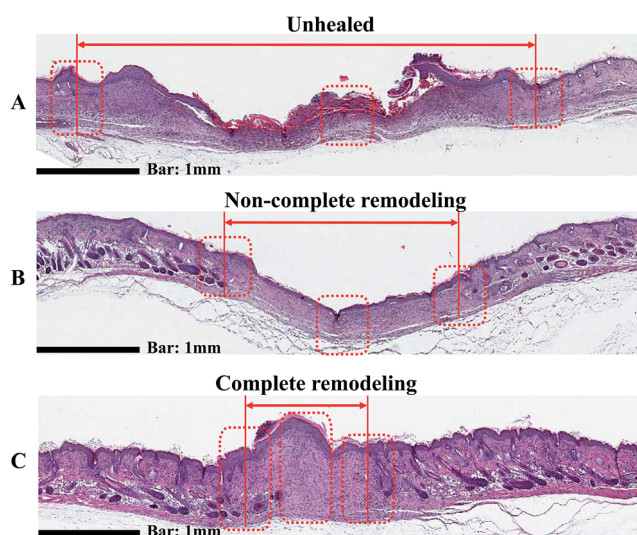 Unhealed
A
Bar: 1mm
Non-complete remodeling
B
Bar: 1mm
Complete remodeling
C
Bar: 1mm